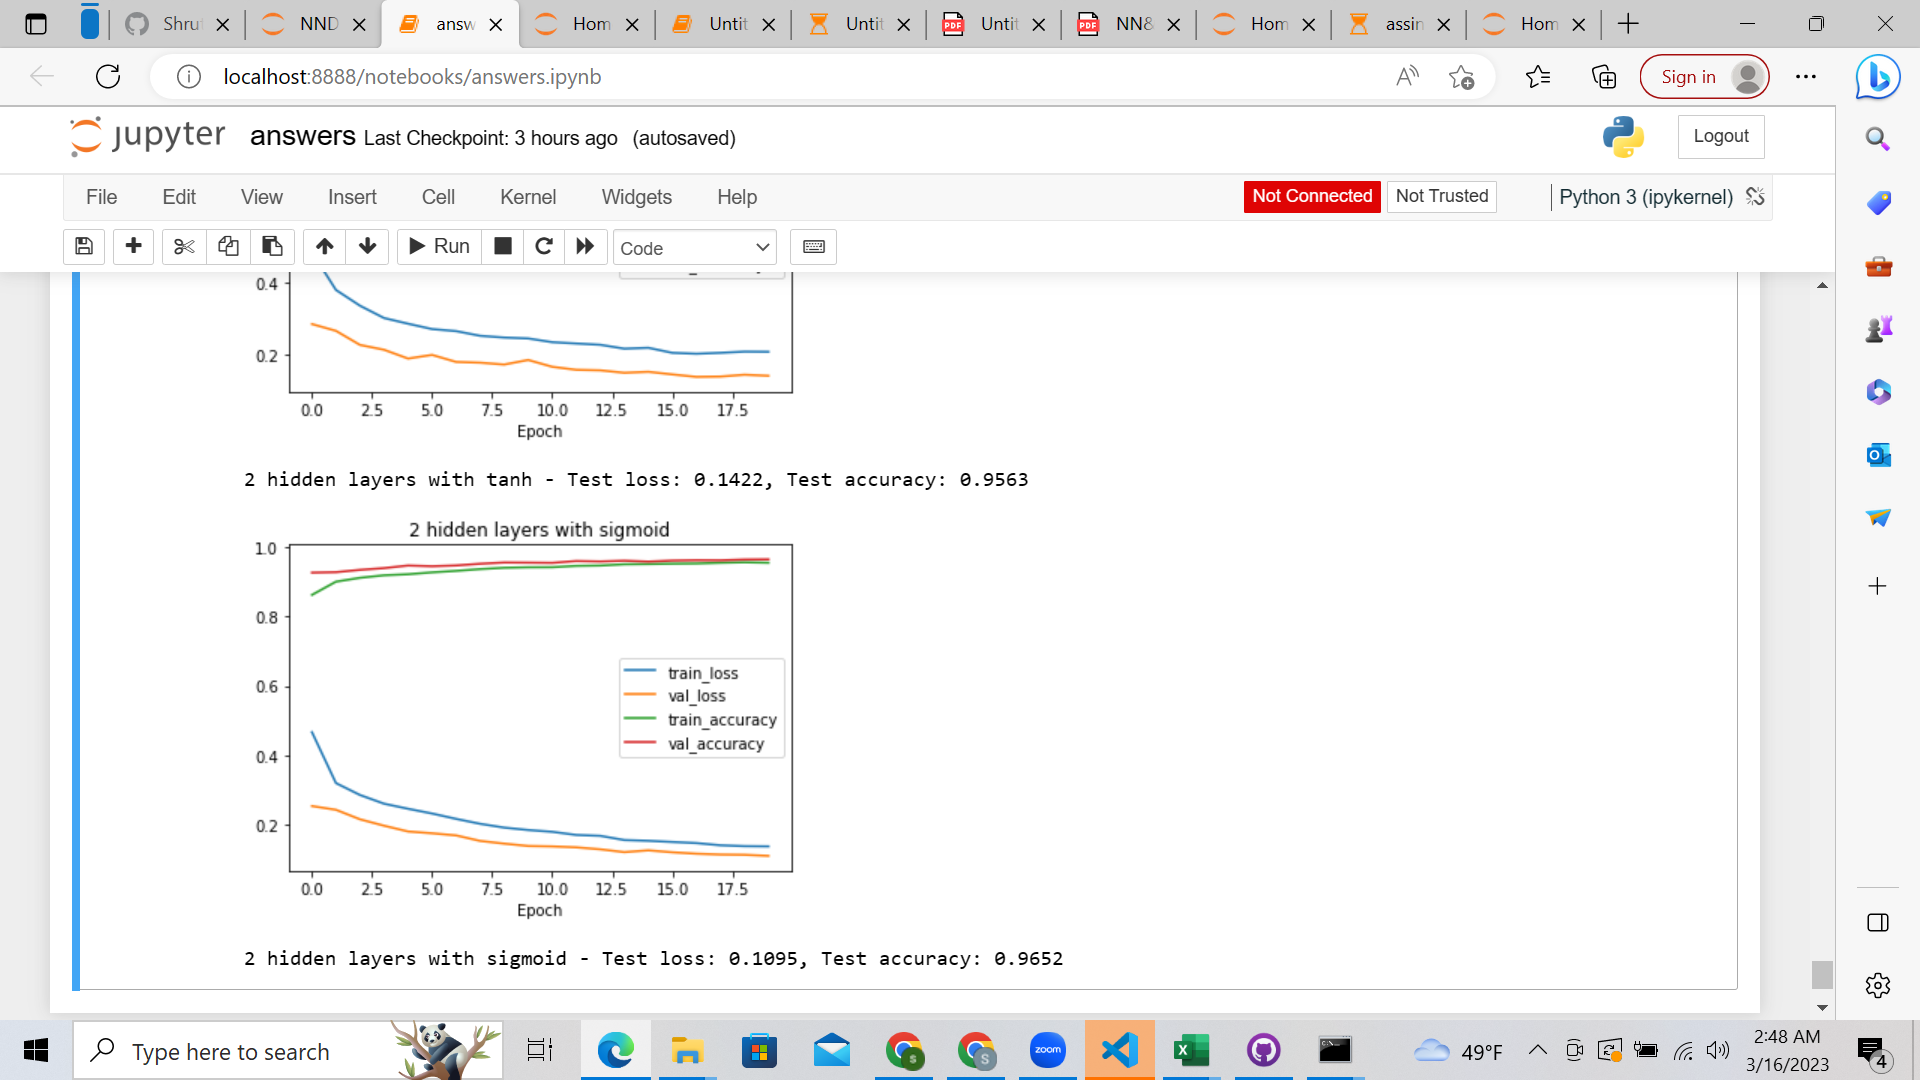 Shrut
NND
answ
Hom
Untit
Untit
Untit
NN&
Hom
assin
Hom
localhost:8888/notebooks/answers.ipynb
Sign in
jupyter answers Last Checkpoint: 3 hours ago (autosaved)
Logout
File Edit View Insert Cell Kernel Widgets Help
Not Connected Not Trusted Python 3 (ipykernel)
Run Code
0.4
0.2
0.0 2.5 5.0 7.5 10.0 12.5 15.0 17.5
Epoch
2 hidden layers with tanh - Test loss: 0.1422, Test accuracy: 0.9563
2 hidden layers with sigmoid
1.0
0.8
0.6
0.4
0.2
train_loss
val_loss
train_accuracy
val_accuracy
0.0 2.5 5.0 7.5 10.0 12.5 15.0 17.5
Epoch
2 hidden layers with sigmoid - Test loss: 0.1095, Test accuracy: 0.9652
Type here to search
zoom
49°F
2:48 AM
3/16/2023
4